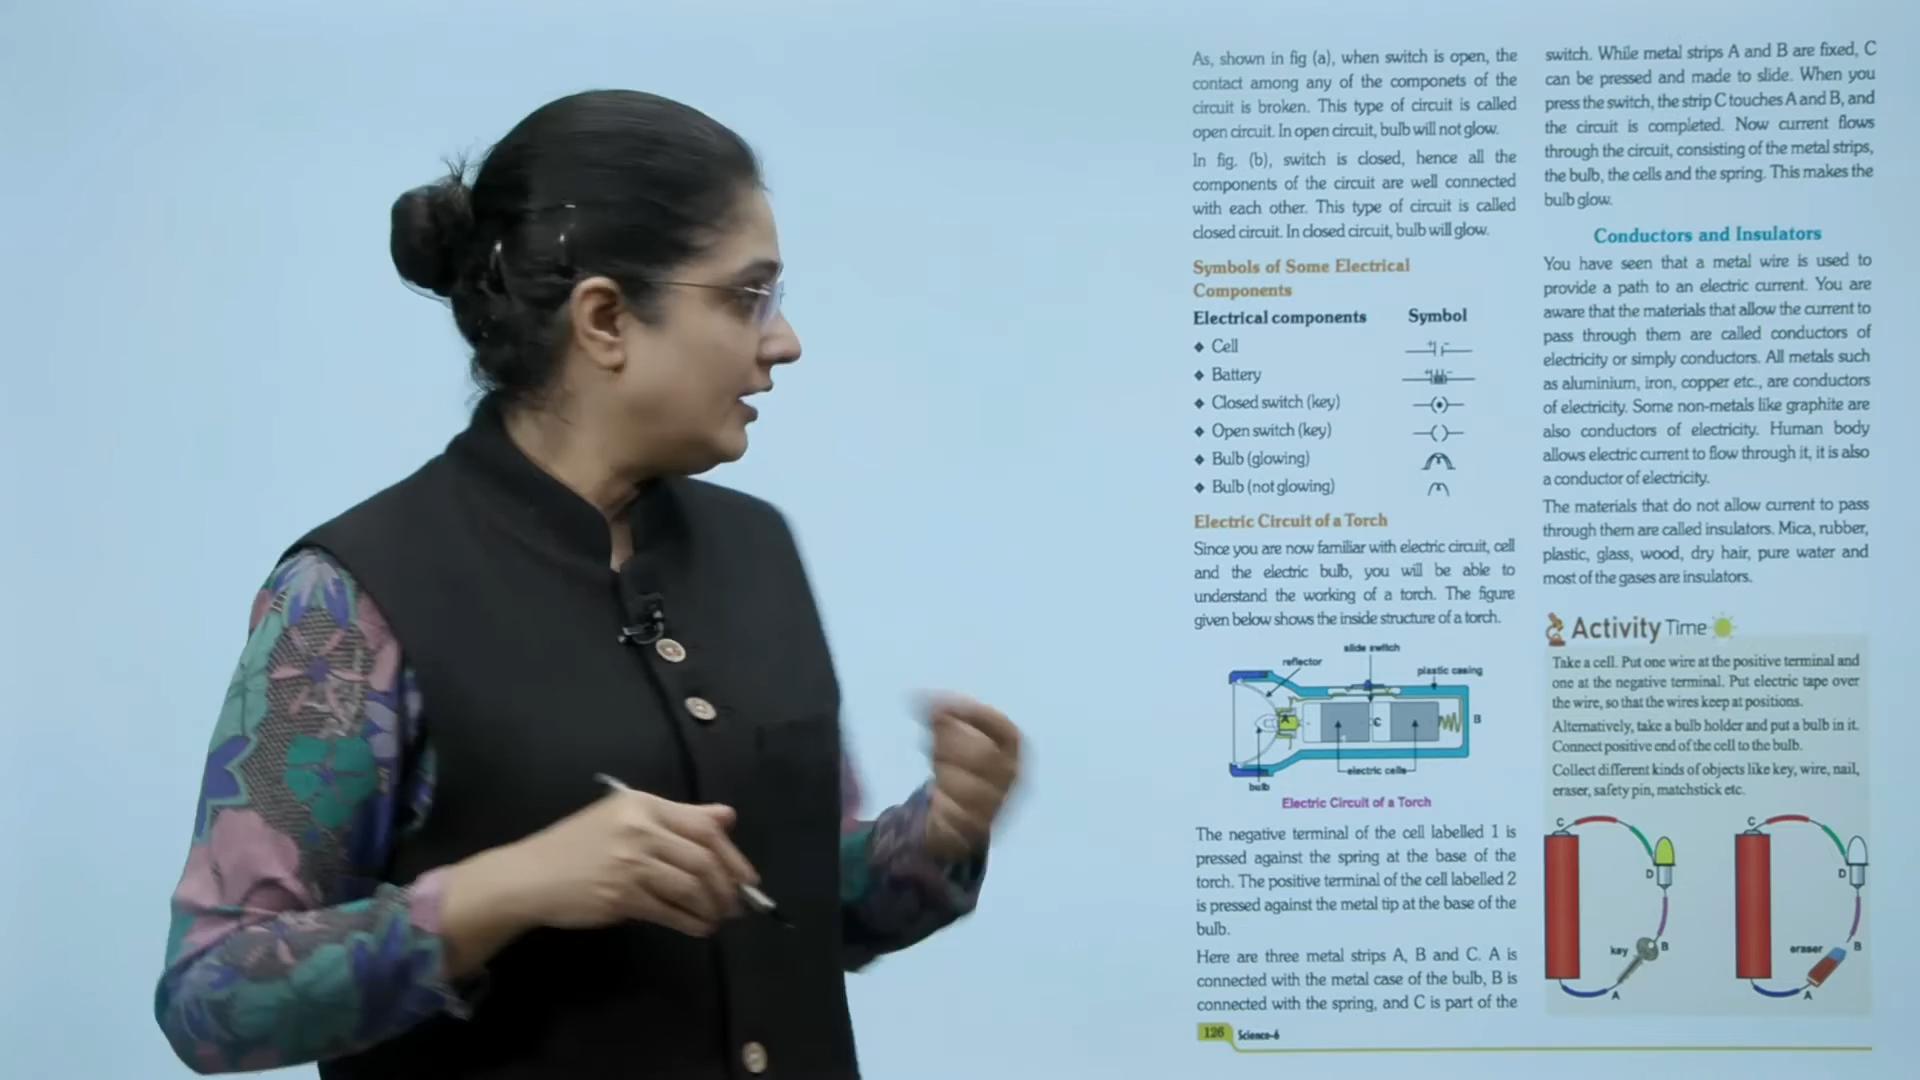 As, shown in fig (a), when switch is open, the
contact among any of the componets of the
circuit is broken. This type of circuit is called
open circuit. In open circuit, bulb will not glow.
In fig. (b), switch is closed, hence all the
components of the circuit are well connected
with each other. This type of circuit is called
closed circuit. In closed circuit, bulb will glow.
Symbols of Some Electrical
Components
Electrical components Symbol
❖ Cell
❖ Battery
❖ Closed switch (key)
❖ Open switch (key)
❖ Bulb (glowing)
❖ Bulb (not glowing)
Electric Circuit of a Torch
Since you are now familiar with electric circuit, cell
and the electric bulb, you will be able to
understand the working of a torch. The figure
given below shows the inside structure of a torch.
slide switch
reflector
plastic casing
A
C
B
electric cells
bulb
Electric Circuit of a Torch
The negative terminal of the cell labelled 1 is
pressed against the spring at the base of the
torch. The positive terminal of the cell labelled 2
is pressed against the metal tip at the base of the
bulb.
Here are three metal strips A, B and C. A is
connected with the metal case of the bulb, B is
connected with the spring, and C is part of the
126 Science-6
switch. While metal strips A and B are fixed, C
can be pressed and made to slide. When you
press the switch, the strip C touches A and B, and
the circuit is completed. Now current flows
through the circuit, consisting of the metal strips,
the bulb, the cells and the spring. This makes the
bulb glow.
Conductors and Insulators
You have seen that a metal wire is used to
provide a path to an electric current. You are
aware that the materials that allow the current to
pass through them are called conductors of
electricity or simply conductors. All metals such
as aluminium, iron, copper etc., are conductors
of electricity. Some non-metals like graphite are
also conductors of electricity. Human body
allows electric current to flow through it, it is also
a conductor of electricity.
The materials that do not allow current to pass
through them are called insulators. Mica, rubber,
plastic, glass, wood, dry hair, pure water and
most of the gases are insulators.
Activity Time
Take a cell. Put one wire at the positive terminal and
one at the negative terminal. Put electric tape over
the wire, so that the wires keep at positions.
Alternatively, take a bulb holder and put a bulb in it.
Connect positive end of the cell to the bulb.
Collect different kinds of objects like key, wire, nail,
eraser, safety pin, matchstick etc.
C
D
key
B
A
C
D
eraser
B
A